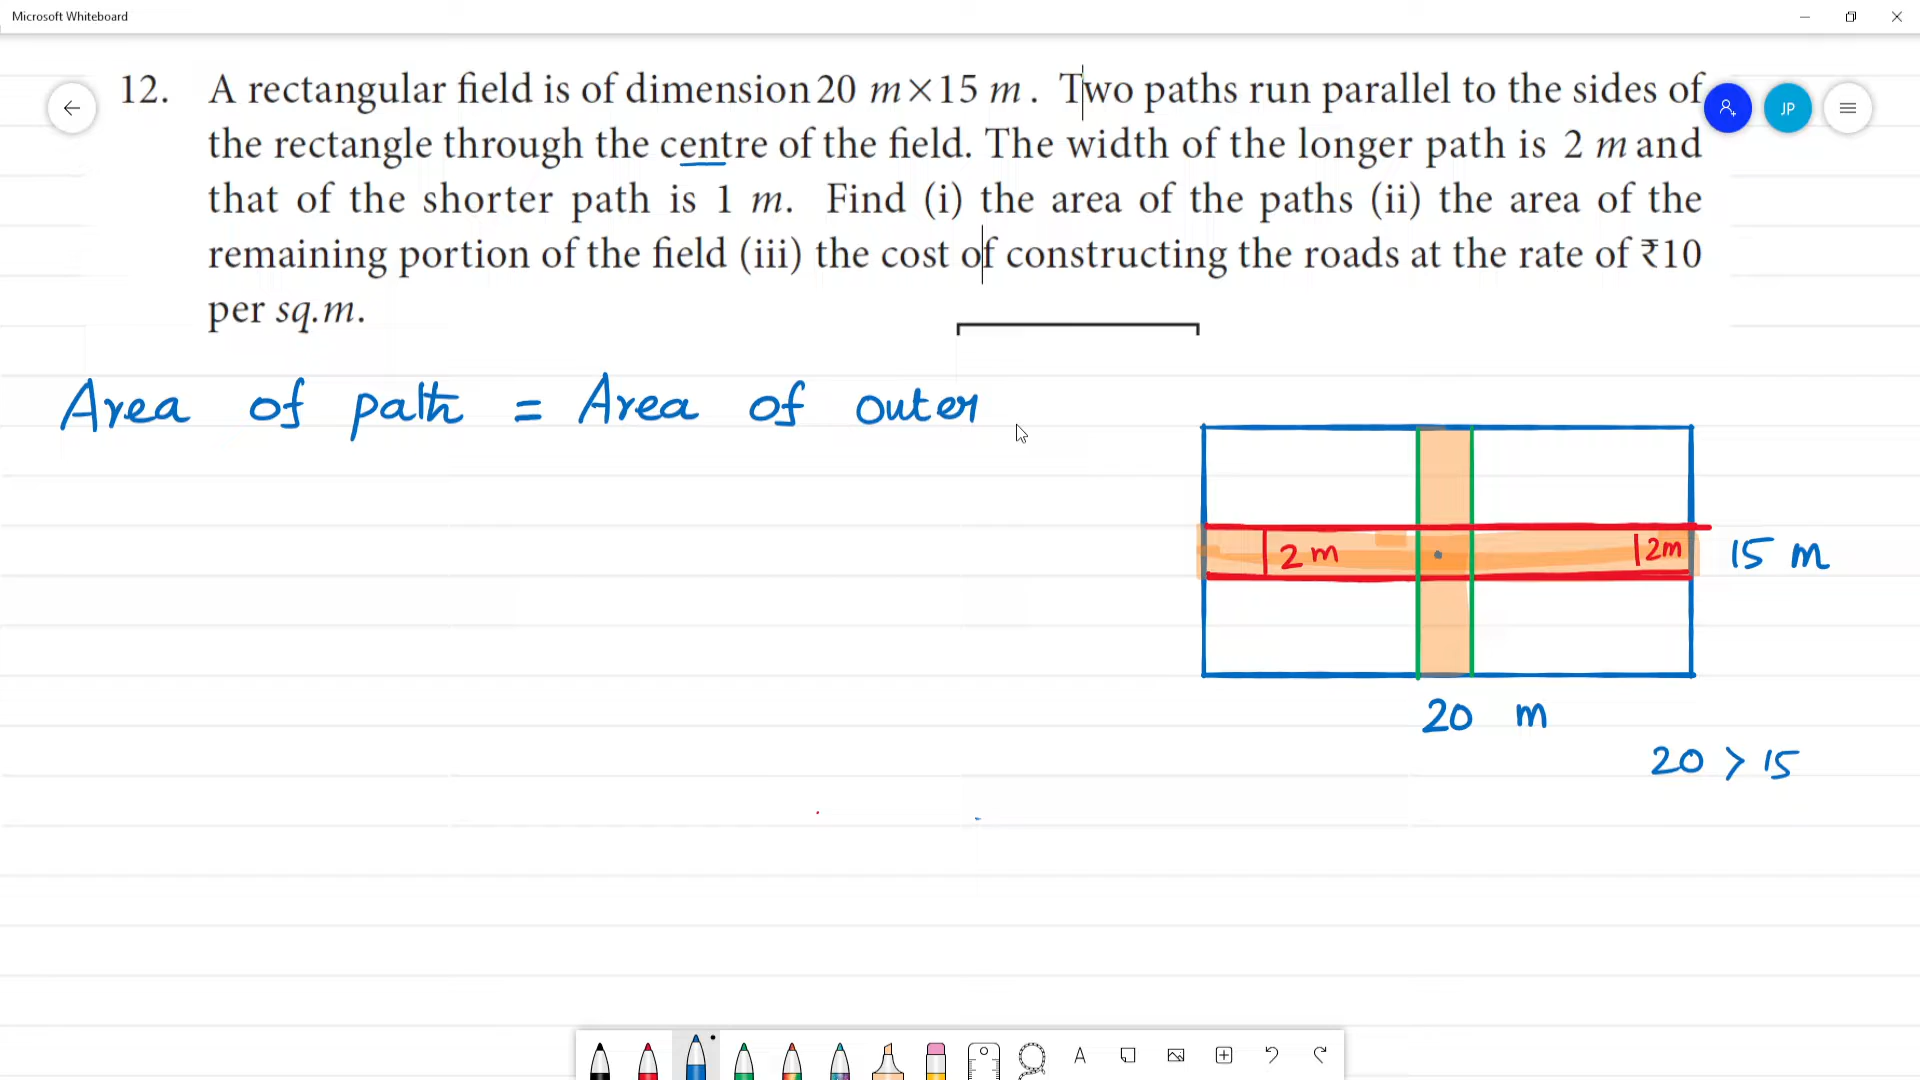 Microsoft Whiteboard
12. A rectangular field is of dimension 20 m×15 m. Two paths run parallel to the sides of
the rectangle through the centre of the field. The width of the longer path is 2 m and
that of the shorter path is 1 m. Find (i) the area of the paths (ii) the area of the
remaining portion of the field (iii) the cost of constructing the roads at the rate of ₹10
per sq.m.
JP
Area of path = Area of outer
2 m
2m
15 m
20 m
20 > 15
A